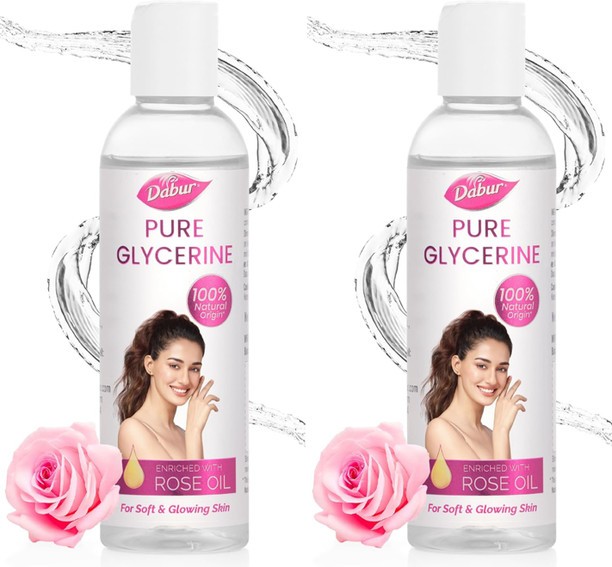 Dabur
PURE
GLYCERINE
100%
Natural
Origin*
ENRICHED WITH
ROSE OIL
For Soft & Glowing Skin
Dabur
PURE
GLYCERINE
100%
Natural
Origin*
ENRICHED WITH
ROSE OIL
For Soft & Glowing Skin